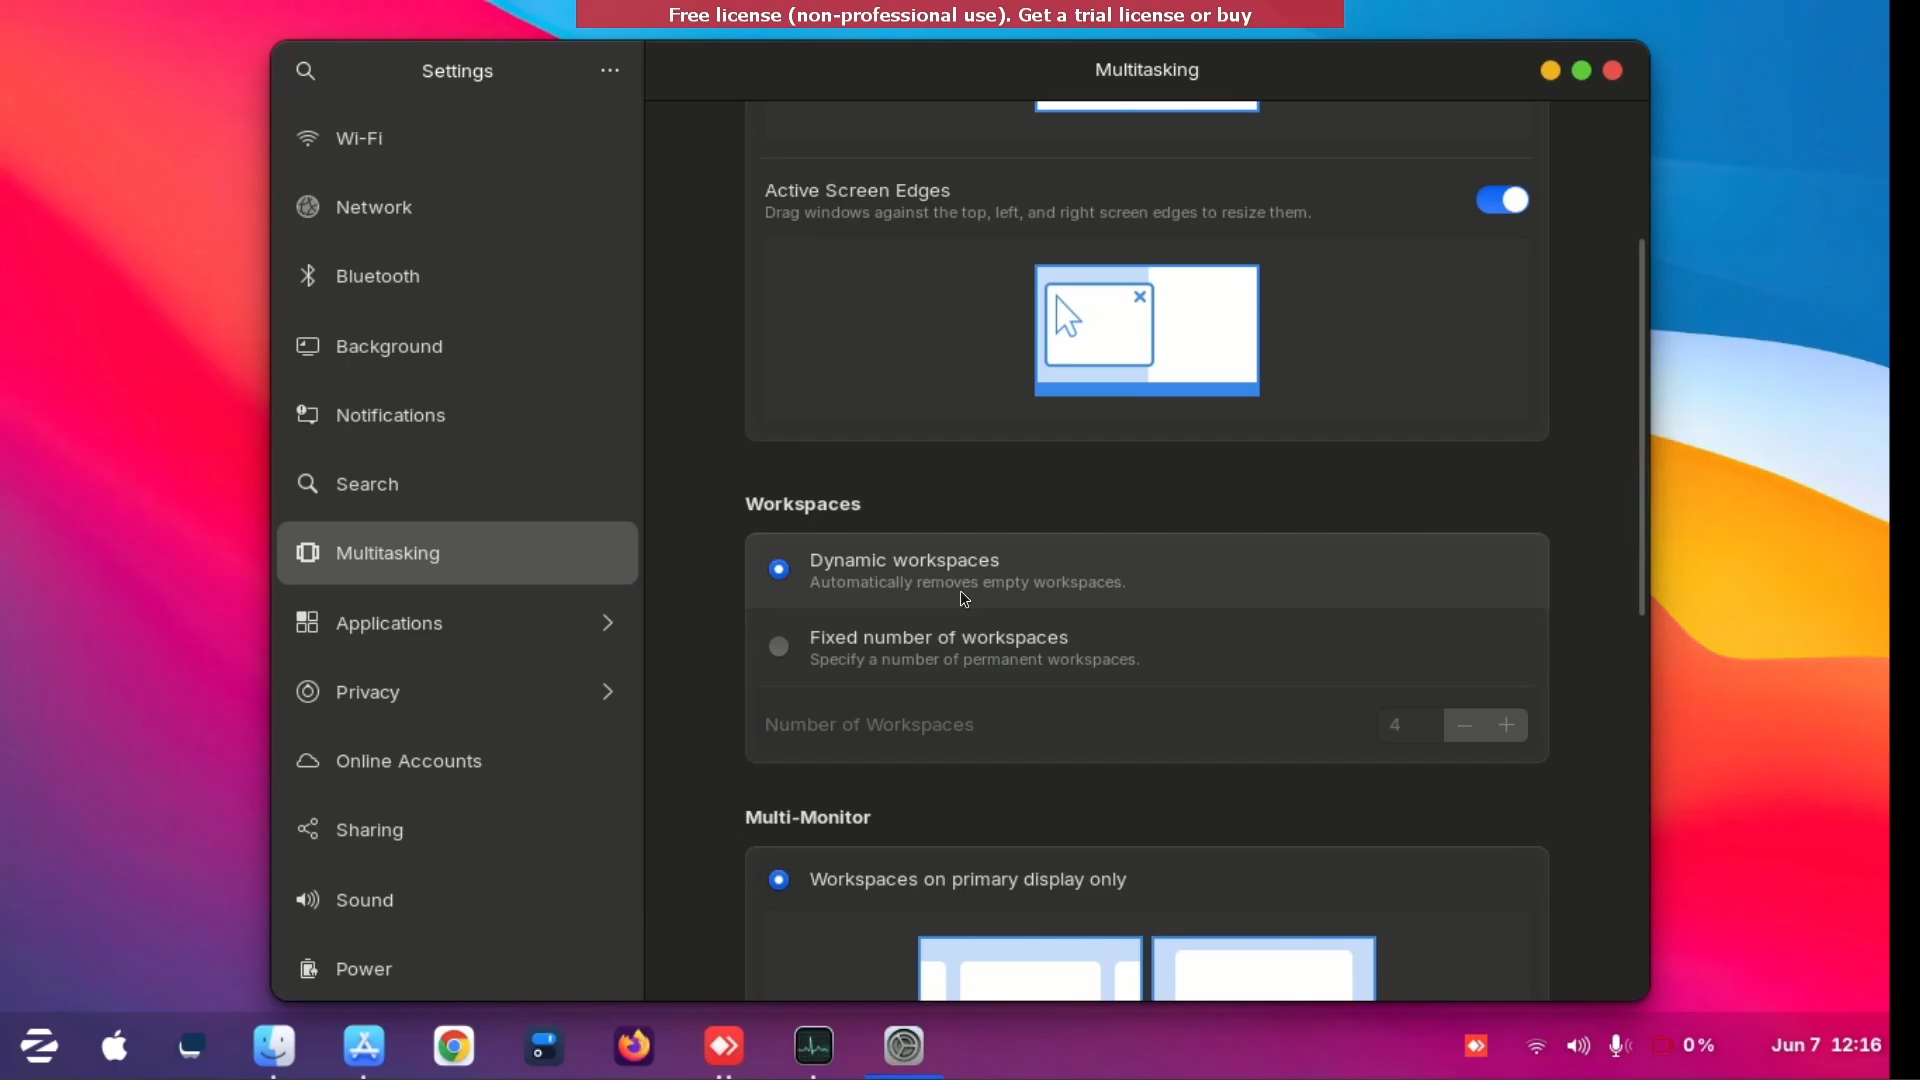 Free license (non-professional use). Get a trial license or buy
Settings
Multitasking
Wi-Fi
Network
Bluetooth
Background
Notifications
Search
Multitasking
Applications
Privacy
Online Accounts
Sharing
Sound
Power
Active Screen Edges
Drag windows against the top, left, and right screen edges to resize them.
Workspaces
Dynamic workspaces
Automatically removes empty workspaces.
Fixed number of workspaces
Specify a number of permanent workspaces.
Number of Workspaces 4
Multi-Monitor
Workspaces on primary display only
0 %
Jun 7 12:16